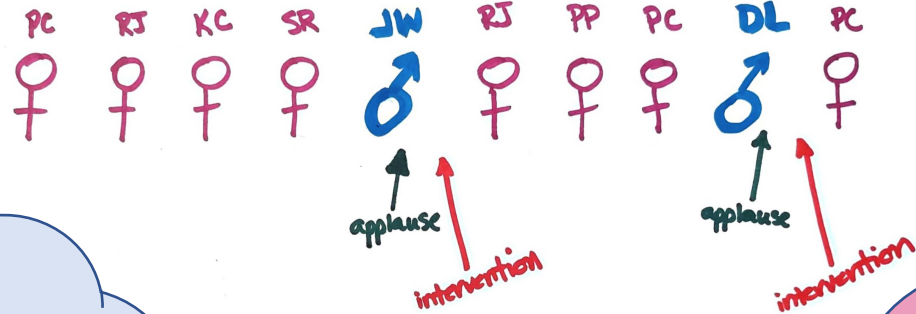 PC RJ KC SR JW RJ PP PC DL PC
applause applause
intervention intervention